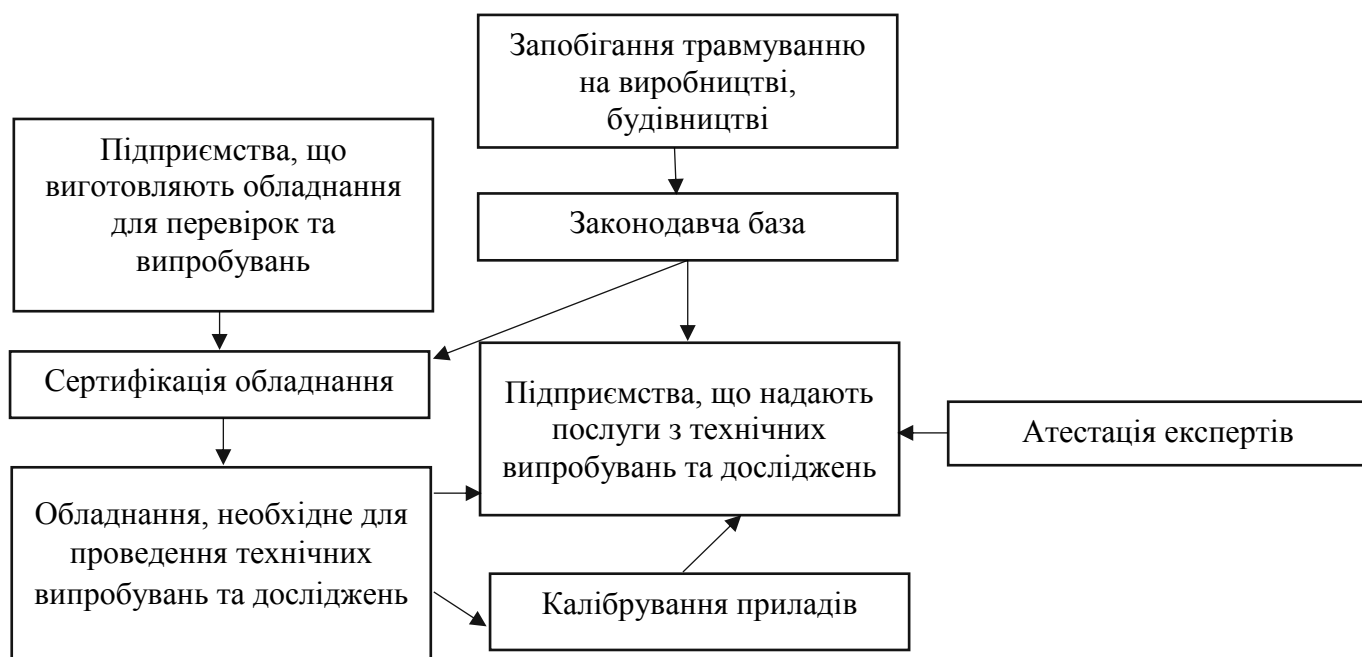 Запобігання травмуванню
на виробництві,
будівництві
Підприємства, що
виготовляють обладнання
для перевірок та
випробувань
Законодавча база
Сертифікація обладнання
Підприємства, що надають
послуги з технічних
випробувань та досліджень
Атестація експертів
Обладнання, необхідне для
проведення технічних
випробувань та досліджень
Калібрування приладів